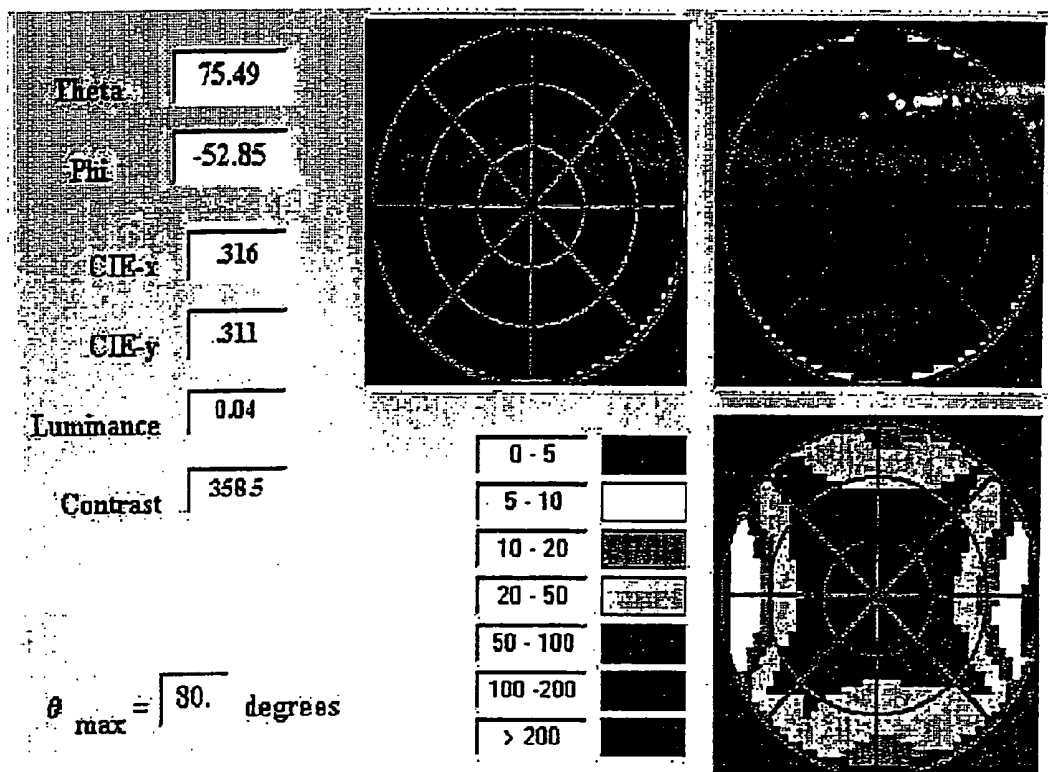 Theta 75.49
Phi -52.85
CIE-x .316
CIE-y .311
Luminance 0.04
Contrast 358.5
θ max = 80. degrees
0 - 5
5 - 10
10 - 20
20 - 50
50 - 100
100 -200
> 200